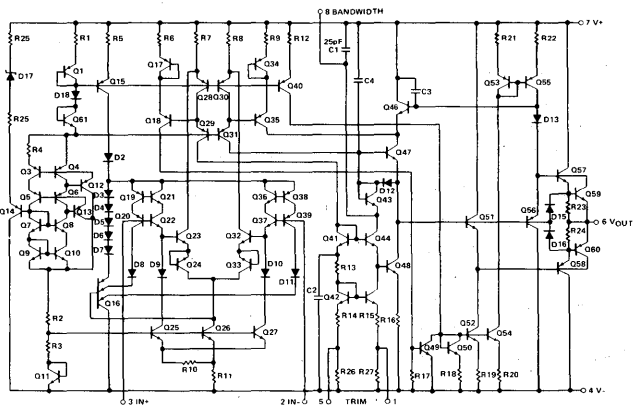 8 BANDWIDTH
7 V+
R25 R1 R5 R6 R7 R8 R9 R12 25pF C1 R21 R22
D17 Q1 Q15 Q17 Q28 Q30 Q34 Q40 C4 C3 Q53 Q55
R25 D18 Q61 Q18 Q29 Q31 Q35 Q46 D13
R4 Q4 D2 Q47
Q3 Q12 D3 Q19 Q21 Q36 Q38 D12 Q43 Q57
Q5 Q6 D4 Q59
Q14 Q13 D5 Q20 Q22 Q37 Q39 Q51 Q56 D15 R23
Q7 Q8 D6 Q23 Q32 Q41 Q44 R24 6 VOUT
Q9 Q10 D7 D8 D9 Q24 Q33 D10 D11 R13 Q48 D16 Q60
Q58
Q16 C2 Q42
R2 Q25 Q26 Q27 R14 R15 R16 Q52 Q54
R3 Q49 Q50
Q11 R10 R11 R26 R27 R17 R18 R19 R20
4 V-
3 IN+ 2 IN- 5 TRIM 1